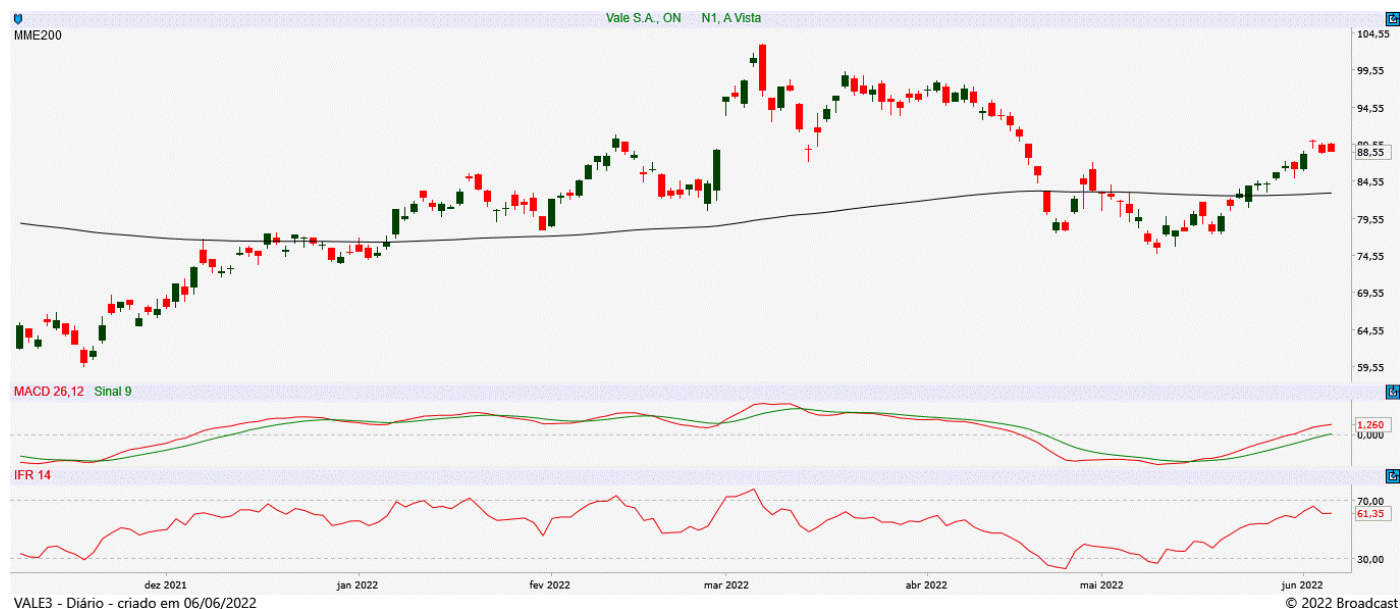 Vale S.A., ON N1, A Vista
MME200
104,55
99,55
94,55
89,55
88,55
84,55
79,55
74,55
69,55
64,55
59,55
MACD 26,12 Sinal 9
1,260
0,000
IFR 14
70,00
61,35
30,00
dez 2021 jan 2022 fev 2022 mar 2022 abr 2022 mai 2022 jun 2022
VALE3 - Diário - criado em 06/06/2022 © 2022 Broadcast